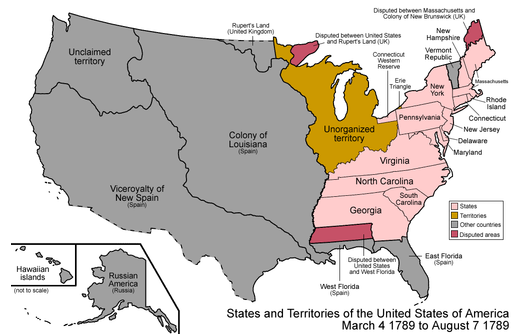 Disputed between Massachusetts and
Colony of New Brunswick (UK)
Rupert's Land
(United Kingdom)
Disputed between United States
and Rupert's Land (UK)
New
Hampshire
Vermont
Republic
Unclaimed
territory
Connecticut
Western
Reserve
Erie
Triangle
Massachusetts
New
York
Rhode
Island
Connecticut
Pennsylvania
New Jersey
Unorganized
territory
Colony of
Louisiana
(Spain)
Delaware
Maryland
Virginia
Viceroyalty of
New Spain
(Spain)
North Carolina
South
Carolina
Georgia
States
Territories
Other countries
Disputed areas
Hawaiian
islands
(not to scale)
Russian
America
(Russia)
Disputed between
United States
and West Florida
East Florida
(Spain)
West Florida
(Spain)
States and Territories of the United States of America
March 4 1789 to August 7 1789